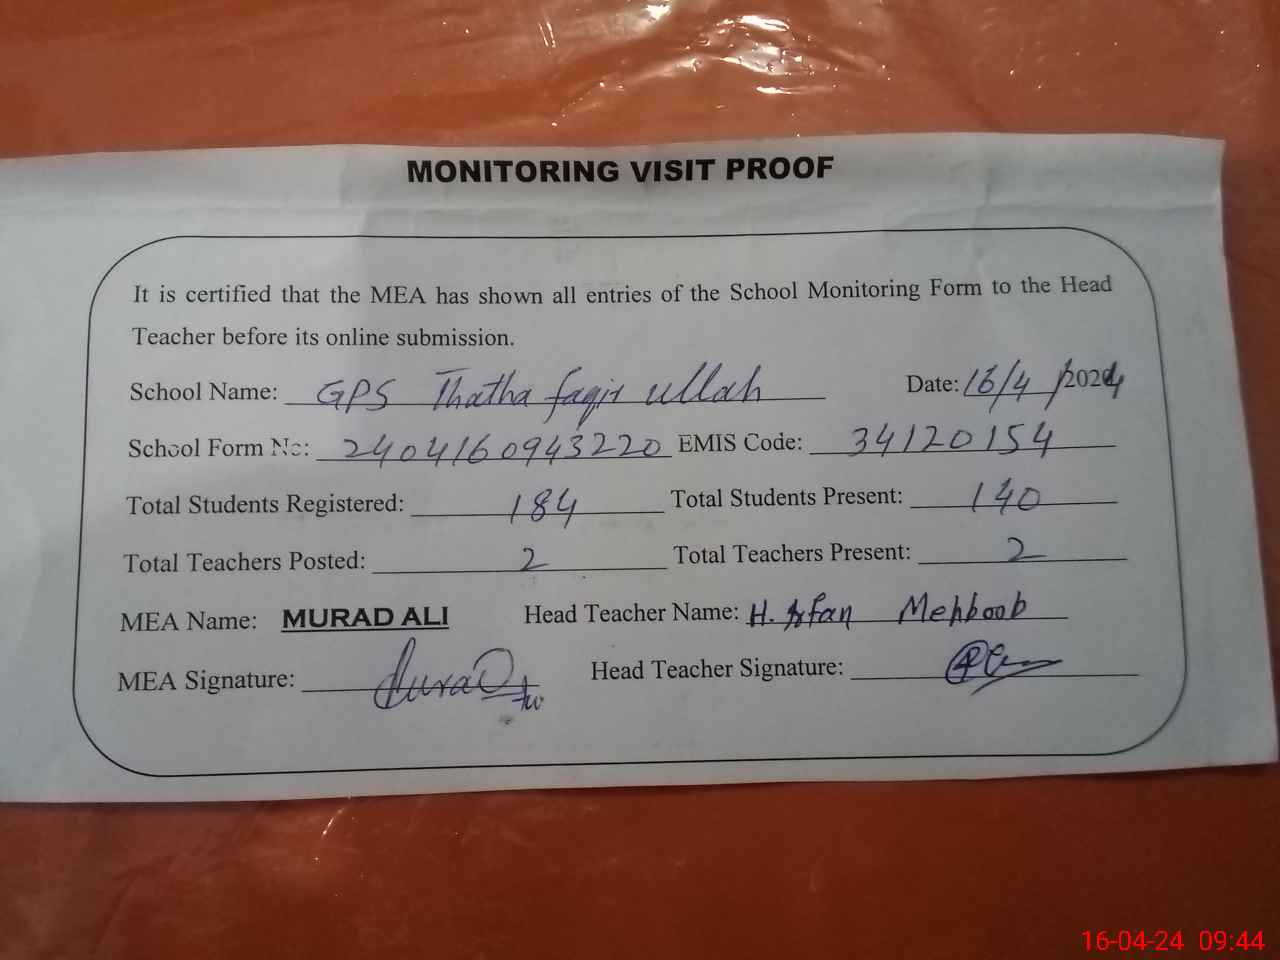 MONITORING VISIT PROOF
It is certified that the MEA has shown all entries of the School Monitoring Form to the Head
Teacher before its online submission.
School Name: GPS Thatha faqir ullah Date: 16/4/2024
School Form No: 2404160943220 EMIS Code: 34120154
Total Students Registered: 184 Total Students Present: 140
Total Teachers Posted: 2 Total Teachers Present: 2
MEA Name: MURAD ALI Head Teacher Name: H. Irfan Mehboob
MEA Signature: Head Teacher Signature:
16-04-24 09:44